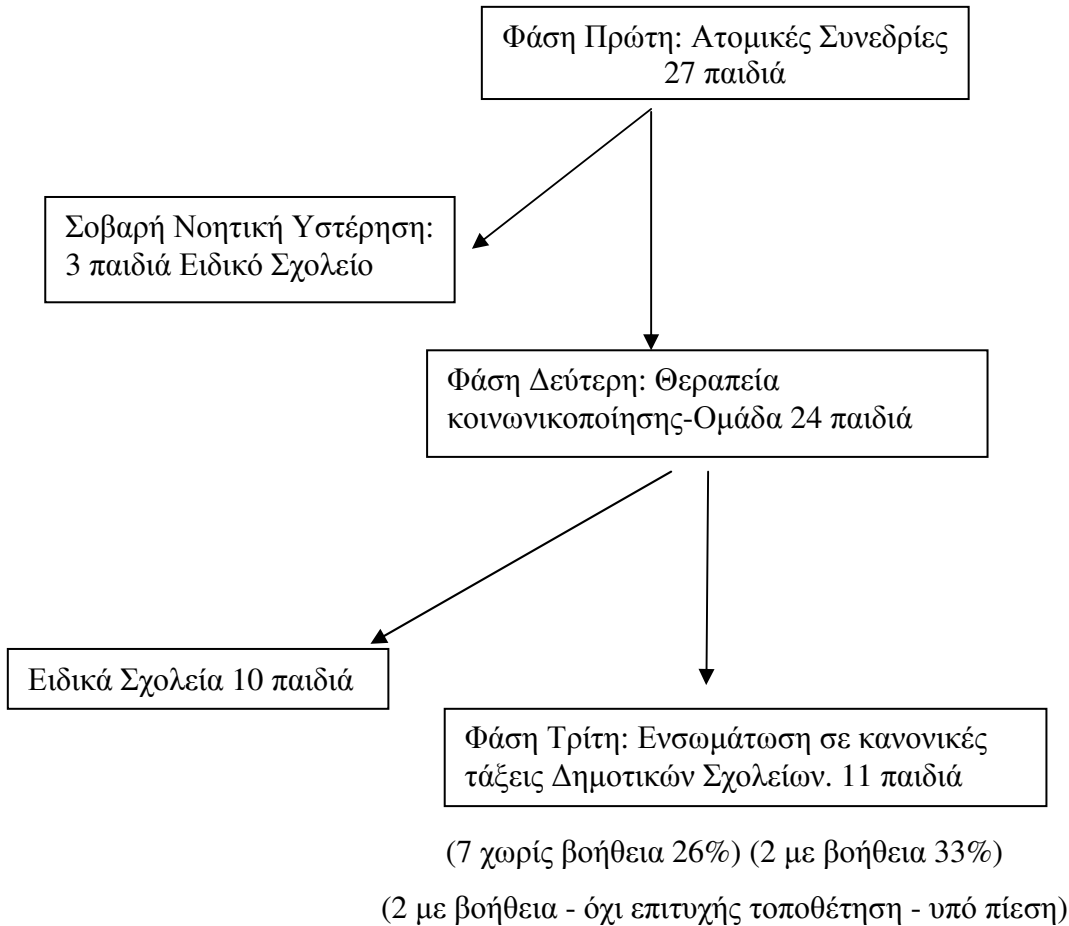 Φάση Πρώτη: Ατομικές Συνεδρίες
27 παιδιά
Σοβαρή Νοητική Υστέρηση:
3 παιδιά Ειδικό Σχολείο
Φάση Δεύτερη: Θεραπεία
κοινωνικοποίησης-Ομάδα 24 παιδιά
Ειδικά Σχολεία 10 παιδιά
Φάση Τρίτη: Ενσωμάτωση σε κανονικές
τάξεις Δημοτικών Σχολείων. 11 παιδιά
(7 χωρίς βοήθεια 26%) (2 με βοήθεια 33%)
(2 με βοήθεια - όχι επιτυχής τοποθέτηση - υπό πίεση)